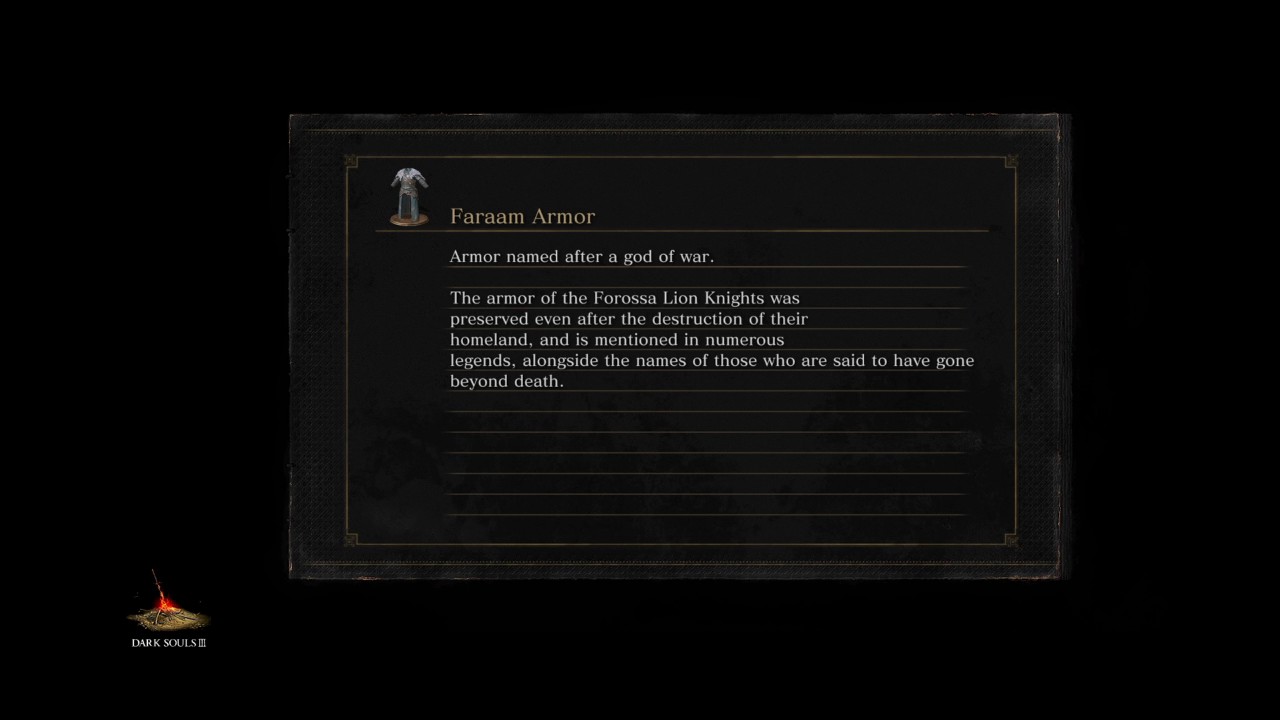 Faraam Armor
Armor named after a god of war.
The armor of the Forossa Lion Knights was
preserved even after the destruction of their
homeland, and is mentioned in numerous
legends, alongside the names of those who are said to have gone
beyond death.
DARK SOULS III